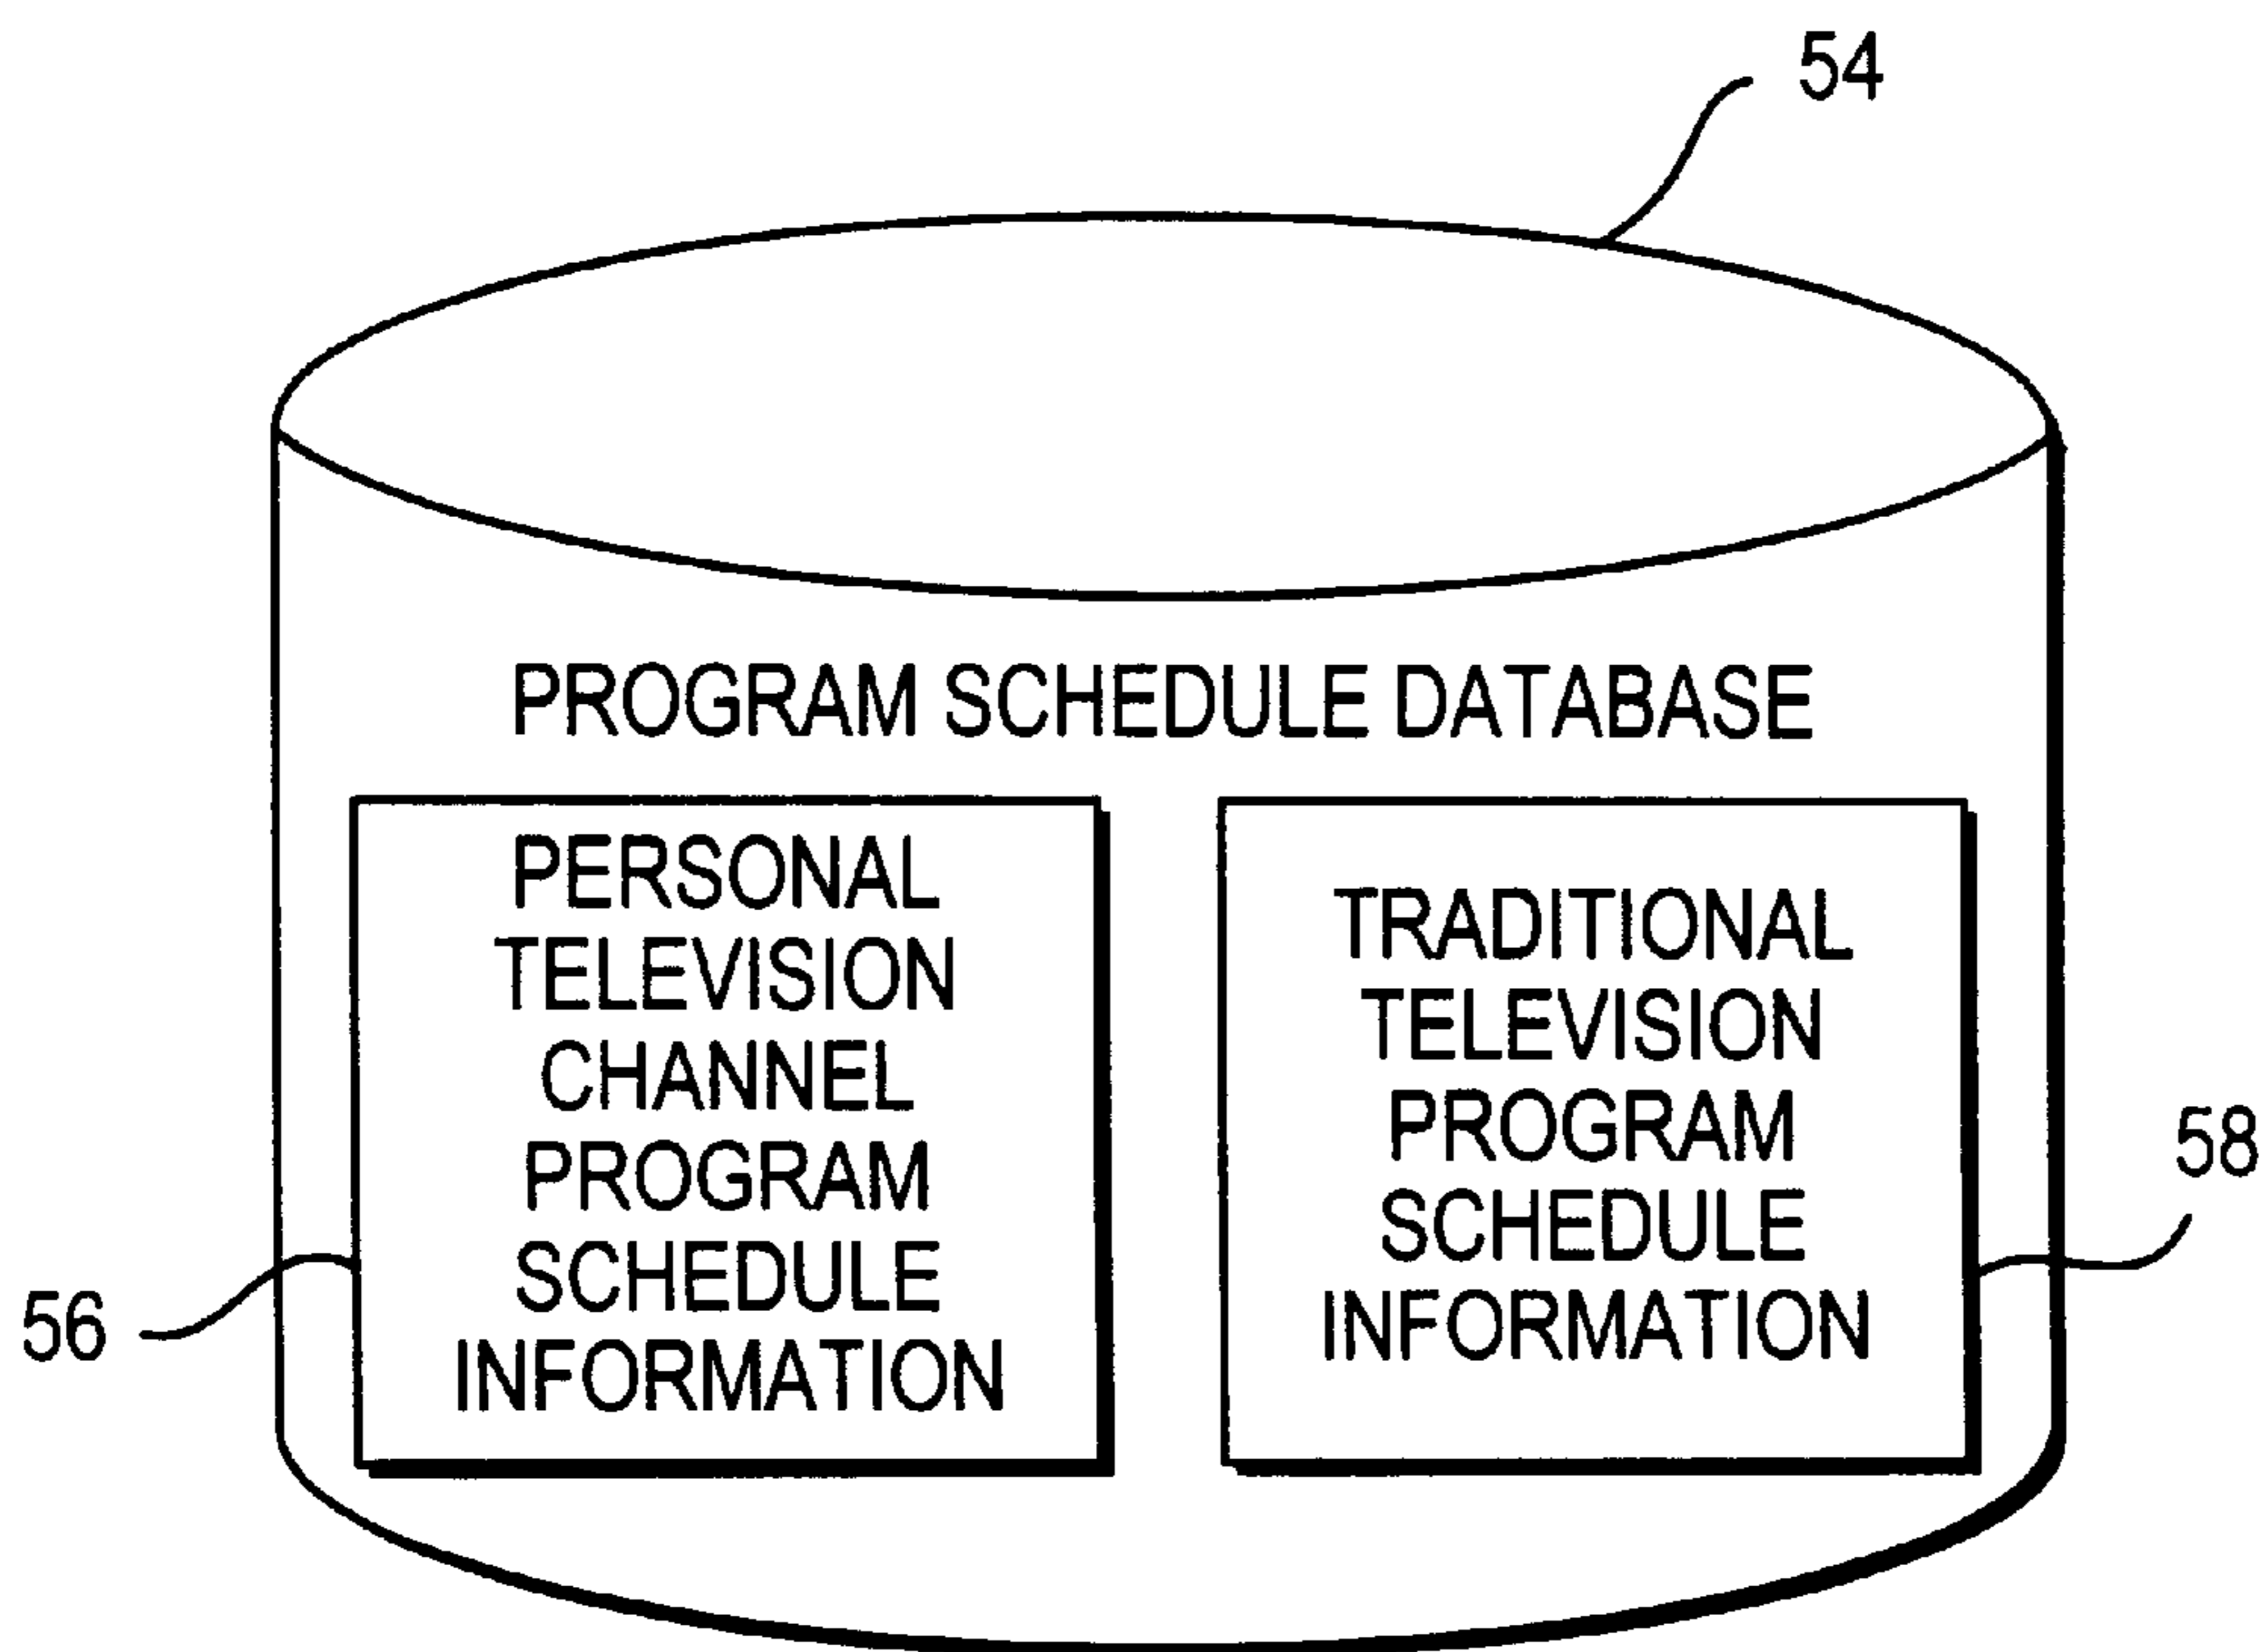 54
PROGRAM SCHEDULE DATABASE
PERSONAL
TELEVISION
CHANNEL
PROGRAM
SCHEDULE
INFORMATION
TRADITIONAL
TELEVISION
PROGRAM
SCHEDULE
INFORMATION
56
58